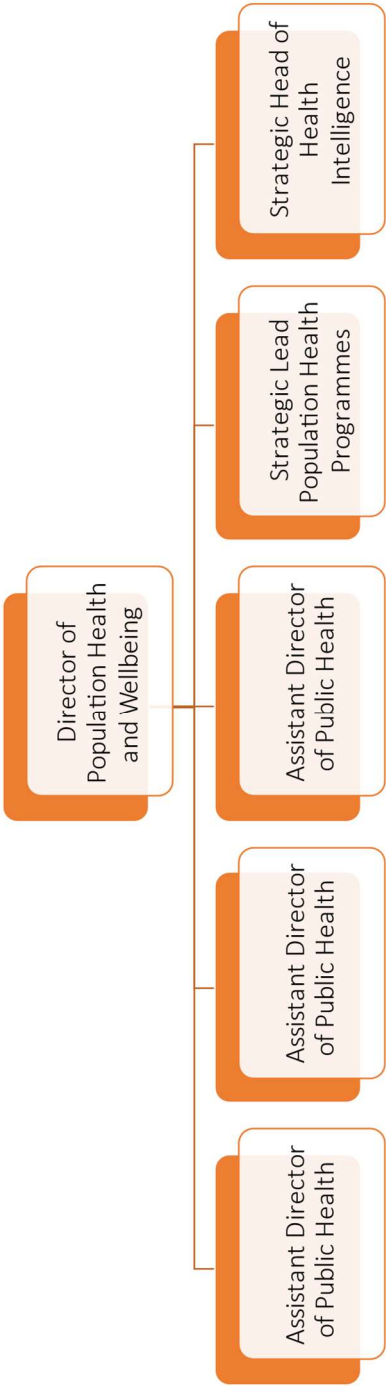 Director of
Population Health
and Wellbeing
Assistant Director
of Public Health
Assistant Director
of Public Health
Assistant Director
of Public Health
Strategic Lead
Population Health
Programmes
Strategic Head of
Health
Intelligence